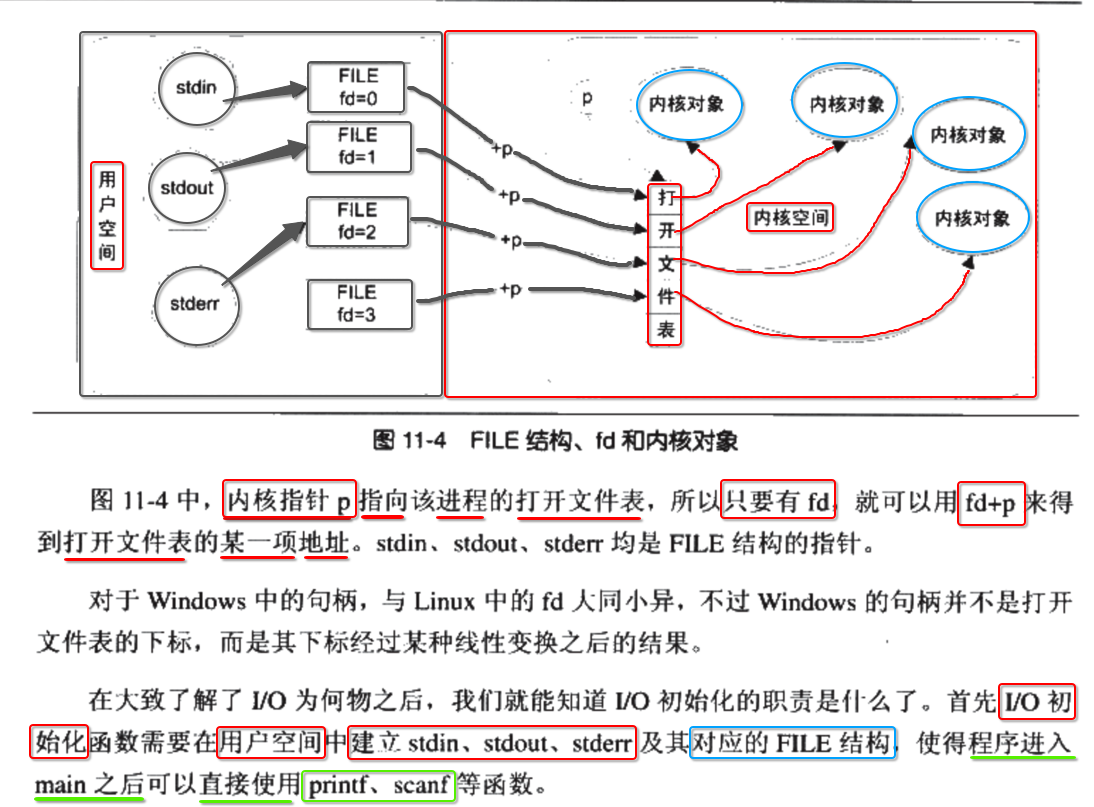 stdin
FILE
fd=0
+p
p
内核对象
内核对象
内核对象
内核对象
用户空间
stdout
FILE
fd=1
+p
FILE
fd=2
+p
stderr
FILE
fd=3
+p
打开文件表
内核空间
图 11-4 FILE 结构、fd 和内核对象
图 11-4 中，内核指针 p 指向该进程的打开文件表，所以只要有 fd，就可以用 fd+p 来得
到打开文件表的某一项地址。stdin、stdout、stderr 均是 FILE 结构的指针。
对于 Windows 中的句柄，与 Linux 中的 fd 大同小异，不过 Windows 的句柄并不是打开
文件表的下标，而是其下标经过某种线性变换之后的结果。
在大致了解了 I/O 为何物之后，我们就能知道 I/O 初始化的职责是什么了。首先 I/O 初
始化函数需要在用户空间中建立 stdin、stdout、stderr 及其对应的 FILE 结构，使得程序进入
main 之后可以直接使用 printf、scanf 等函数。